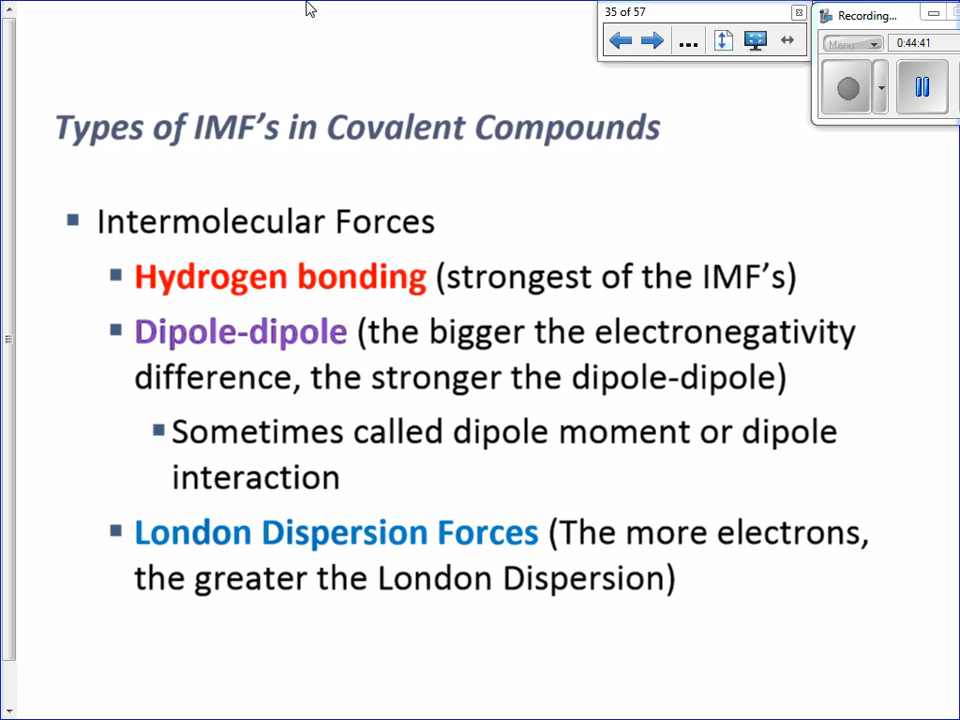 35 of 57
Recording...
Menu
0:44:41
Types of IMF's in Covalent Compounds
Intermolecular Forces
Hydrogen bonding (strongest of the IMF's)
Dipole-dipole (the bigger the electronegativity
difference, the stronger the dipole-dipole)
Sometimes called dipole moment or dipole
interaction
London Dispersion Forces (The more electrons,
the greater the London Dispersion)